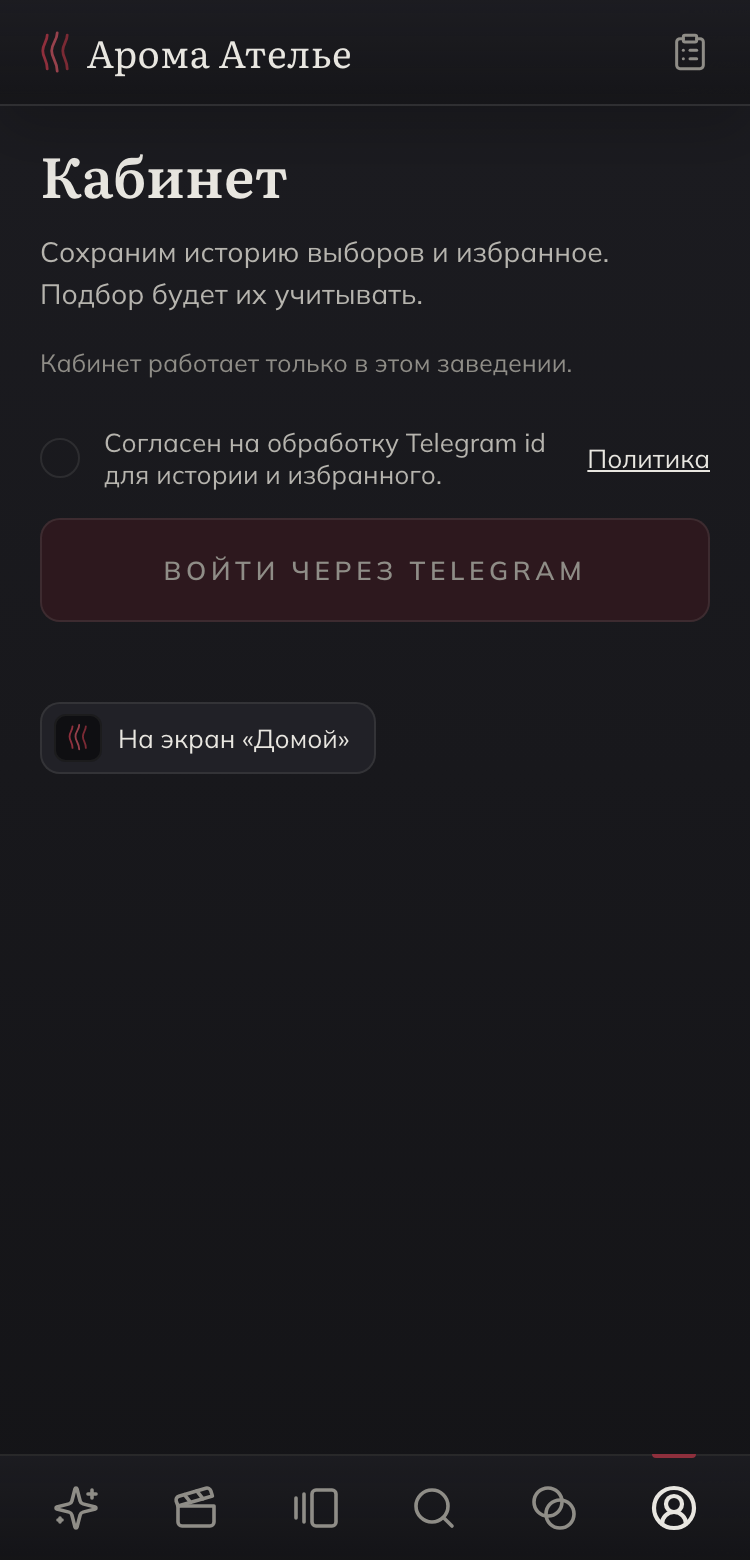 Арома Ателье
Кабинет
Сохраним историю выборов и избранное.
Подбор будет их учитывать.
Кабинет работает только в этом заведении.
Согласен на обработку Telegram id
для истории и избранного.
Политика
ВОЙТИ ЧЕРЕЗ TELEGRAM
На экран «Домой»